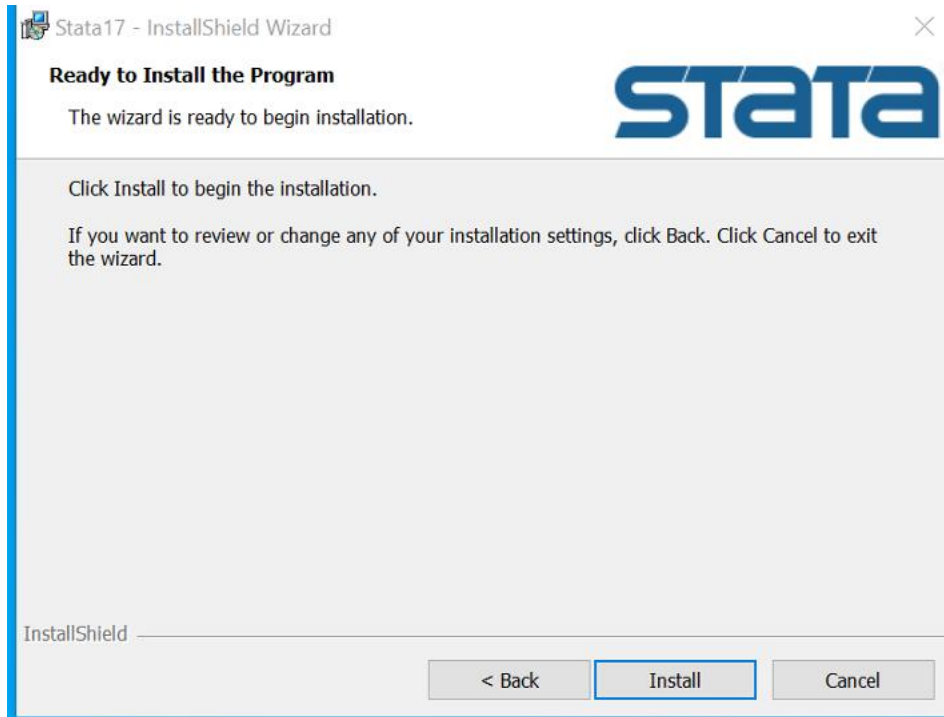 Stata17 - InstallShield Wizard
Ready to Install the Program
The wizard is ready to begin installation.
STATA
Click Install to begin the installation.
If you want to review or change any of your installation settings, click Back. Click Cancel to exit
the wizard.
InstallShield
< Back
Install
Cancel